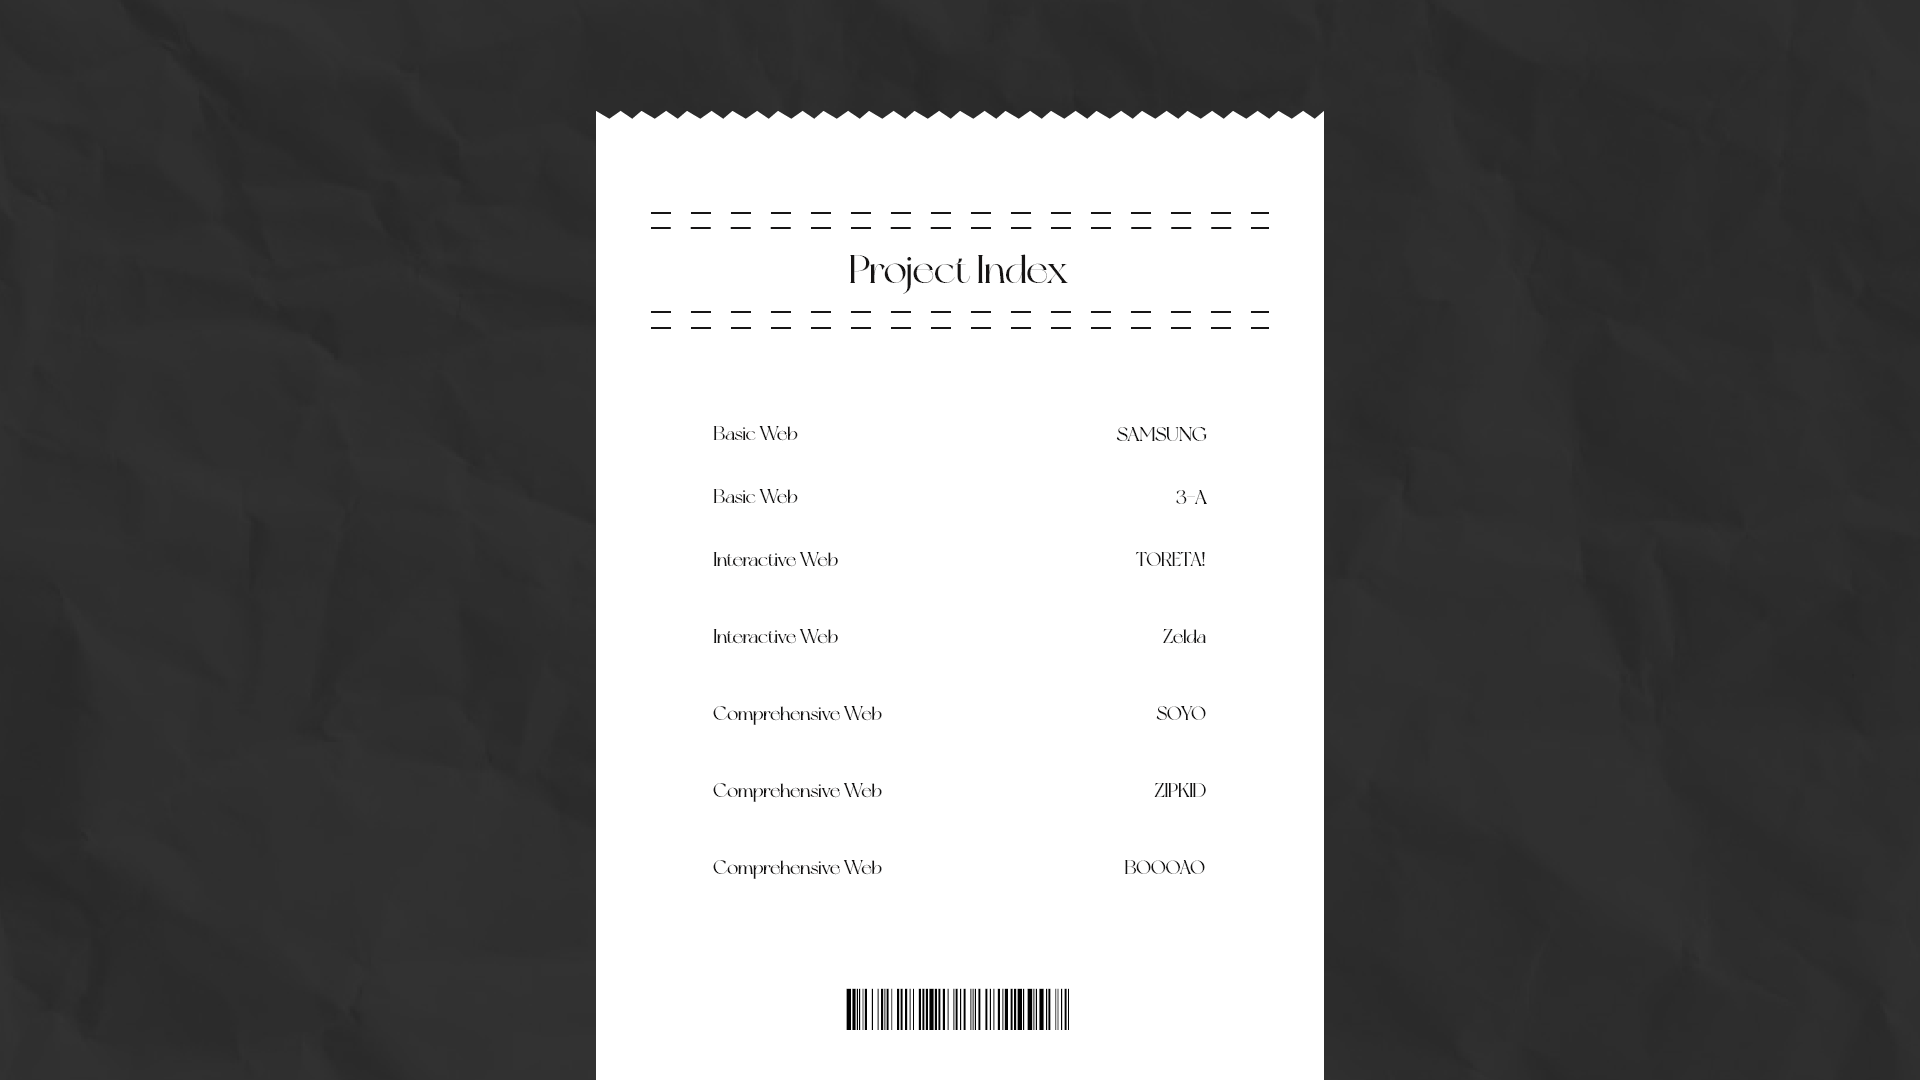 Project Index
Basic Web SAMSUNG
Basic Web 3-A
Interactive Web TORETA!
Interactive Web Zelda
Comprehensive Web SOYO
Comprehensive Web ZIPKID
Comprehensive Web BOOOAO